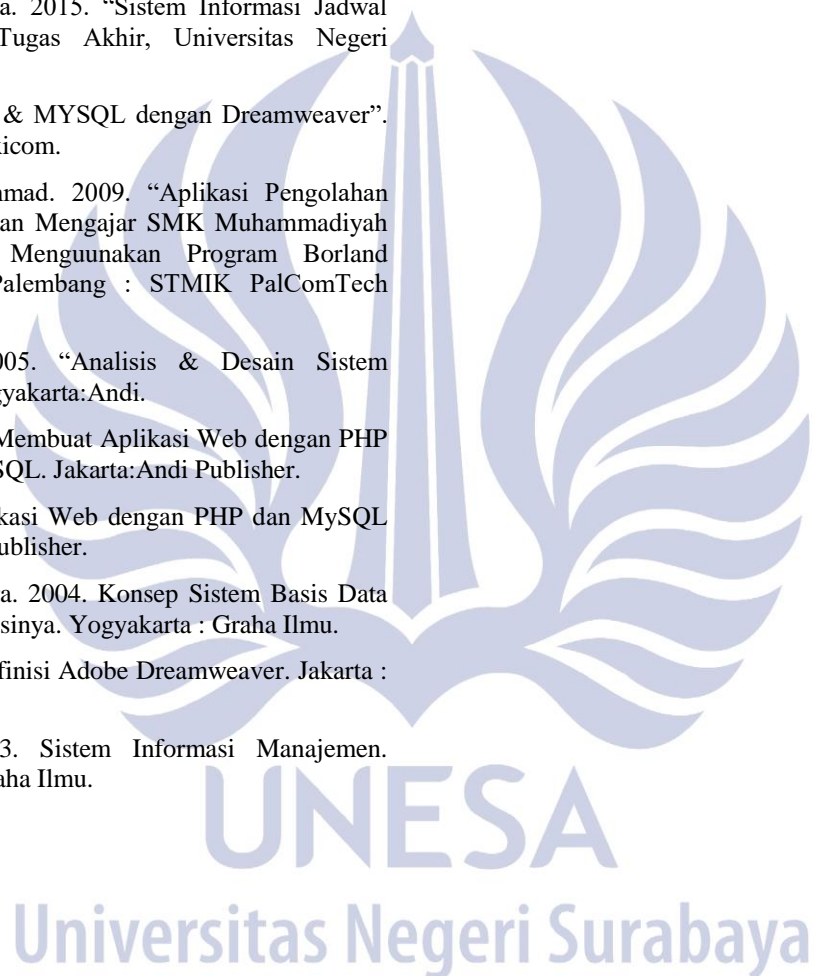 a. 2015. “Sistem Informasi Jadwal
Tugas Akhir, Universitas Negeri
& MYSQL dengan Dreamweaver”.
icom.
mad. 2009. “Aplikasi Pengolahan
an Mengajar SMK Muhammadiyah
Menguunakan Program Borland
Palembang : STMIK PalComTech
005. “Analisis & Desain Sistem
gyakarta:Andi.
Membuat Aplikasi Web dengan PHP
SQL. Jakarta:Andi Publisher.
kasi Web dengan PHP dan MySQL
ublisher.
a. 2004. Konsep Sistem Basis Data
sinya. Yogyakarta : Graha Ilmu.
finisi Adobe Dreamweaver. Jakarta :
3. Sistem Informasi Manajemen.
aha Ilmu.
UNESA
Universitas Negeri Surabaya